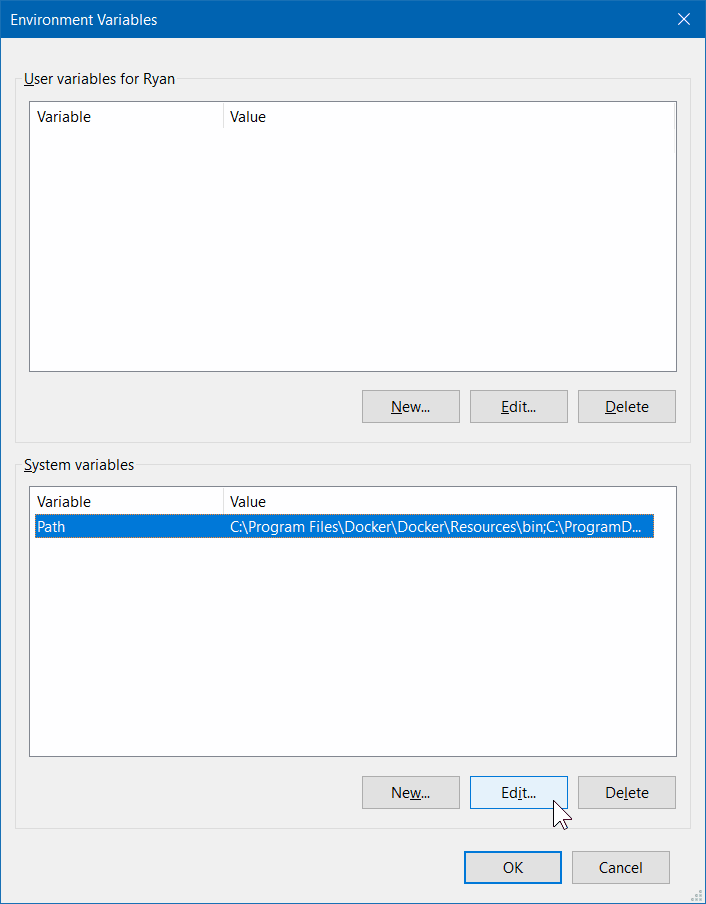 Environment Variables
User variables for Ryan
Variable Value
New... Edit... Delete
System variables
Variable Value
Path C:\Program Files\Docker\Docker\Resources\bin;C:\ProgramD...
New... Edit... Delete
OK Cancel